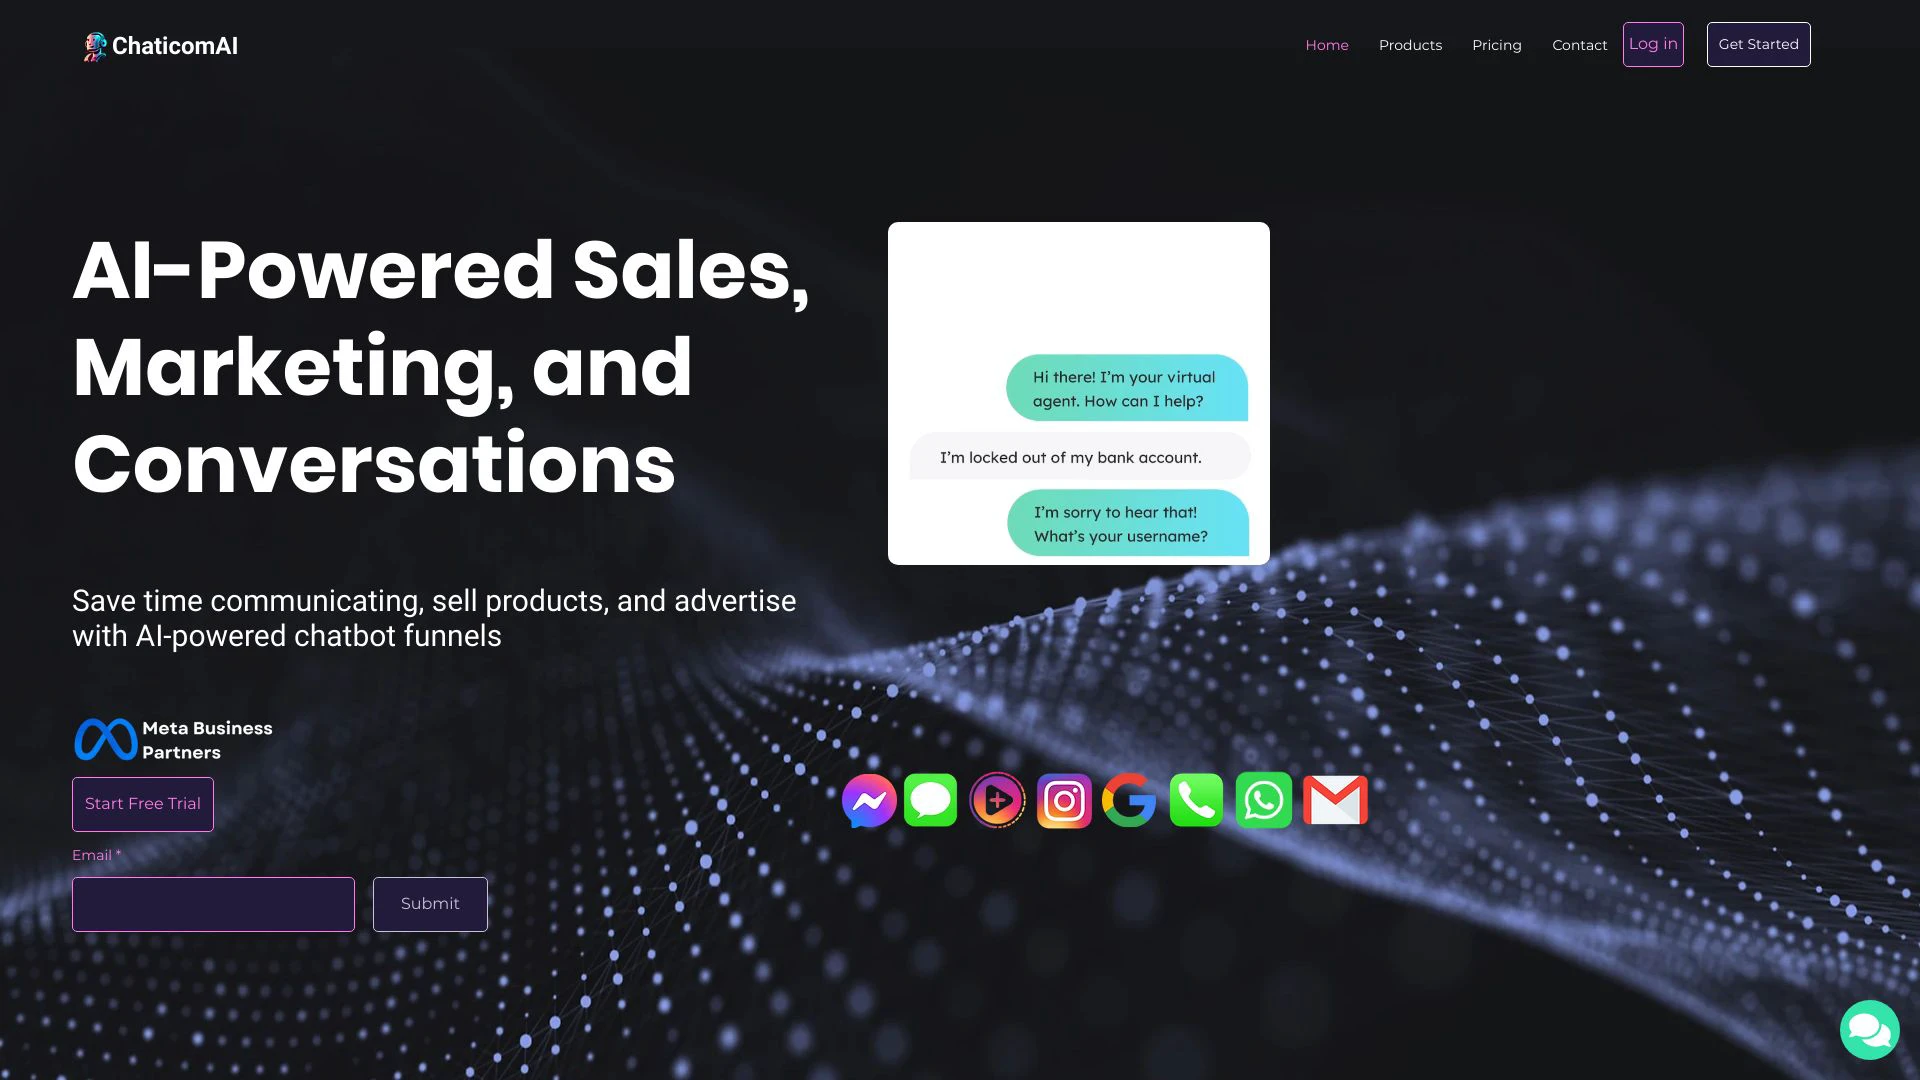 ChaticomAI
Home
Products
Pricing
Contact
Log in
Get Started
AI-Powered Sales,
Marketing, and
Conversations
Hi there! I'm your virtual
agent. How can I help?
I'm locked out of my bank account.
I'm sorry to hear that!
What's your username?
Save time communicating, sell products, and advertise
with AI-powered chatbot funnels
Meta Business
Partners
Start Free Trial
Email *
Submit